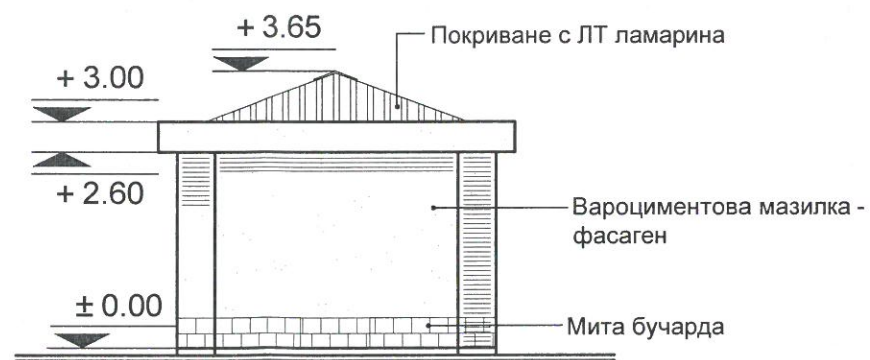 + 3.65
Покриване с ЛТ ламарина
+ 3.00
+ 2.60
Вароциментова мазилка -
фасаген
± 0.00
Мита бучарда